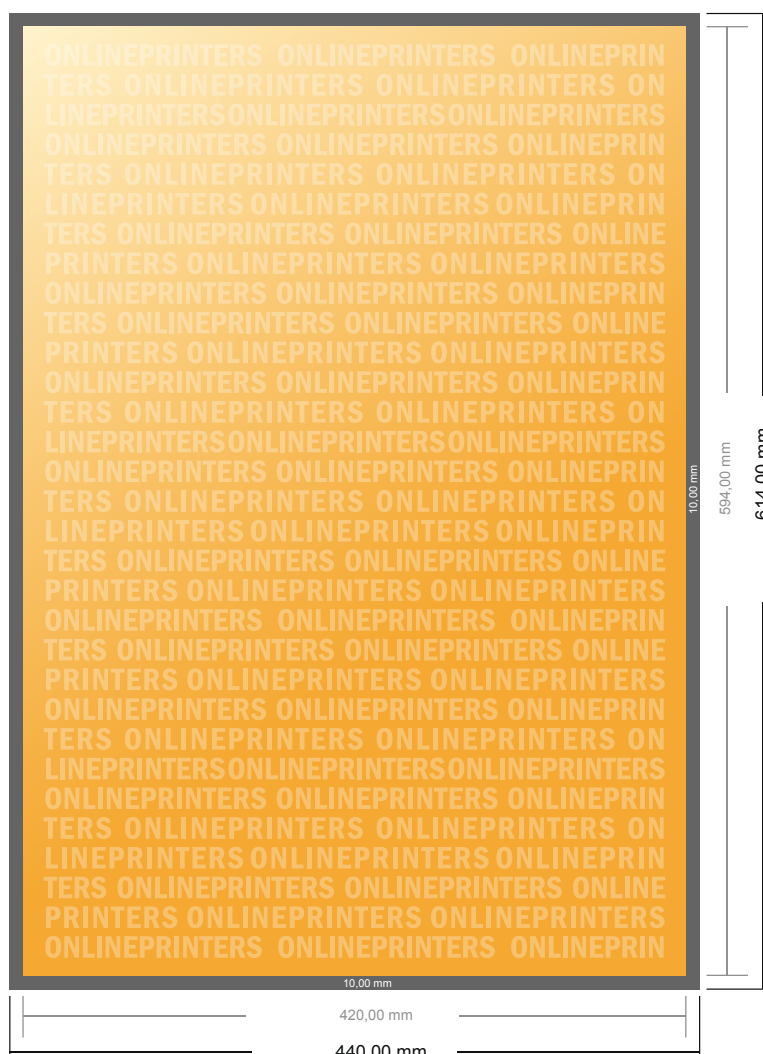 ONLINEPRINTERS ONLINEPRINTERS ONLINEPRIN
TERS ONLINEPRINTERS ONLINEPRINTERS ON
LINEPRINTERSONLINEPRINTERSONLINEPRINTERS
ONLINEPRINTERS ONLINEPRINTERS ONLINEPRIN
TERS ONLINEPRINTERS ONLINEPRINTERS ON
LINEPRINTERS ONLINEPRINTERS ONLINEPRIN
TERS ONLINEPRINTERS ONLINEPRINTERS ONLINE
PRINTERS ONLINEPRINTERS ONLINEPRINTERS
ONLINEPRINTERS ONLINEPRINTERS ONLINEPRIN
TERS ONLINEPRINTERS ONLINEPRINTERS ONLINE
PRINTERS ONLINEPRINTERS ONLINEPRINTERS
ONLINEPRINTERS ONLINEPRINTERS ONLINEPRIN
TERS ONLINEPRINTERS ONLINEPRINTERS ON
LINEPRINTERSONLINEPRINTERSONLINEPRINTERS
ONLINEPRINTERS ONLINEPRINTERS ONLINEPRIN
TERS ONLINEPRINTERS ONLINEPRINTERS ON
LINEPRINTERS ONLINEPRINTERS ONLINEPRIN
TERS ONLINEPRINTERS ONLINEPRINTERS ONLINE
PRINTERS ONLINEPRINTERS ONLINEPRINTERS
ONLINEPRINTERS ONLINEPRINTERS ONLINEPRIN
TERS ONLINEPRINTERS ONLINEPRINTERS ONLINE
PRINTERS ONLINEPRINTERS ONLINEPRINTERS
ONLINEPRINTERS ONLINEPRINTERS ONLINEPRIN
TERS ONLINEPRINTERS ONLINEPRINTERS ON
LINEPRINTERSONLINEPRINTERSONLINEPRINTERS
ONLINEPRINTERS ONLINEPRINTERS ONLINEPRIN
TERS ONLINEPRINTERS ONLINEPRINTERS ON
LINEPRINTERS ONLINEPRINTERS ONLINEPRIN
TERS ONLINEPRINTERS ONLINEPRINTERS ONLINE
PRINTERS ONLINEPRINTERS ONLINEPRINTERS
ONLINEPRINTERS ONLINEPRINTERS ONLINEPRIN
10,00 mm
594,00 mm
614,00 mm
10,00 mm
420,00 mm
440,00 mm